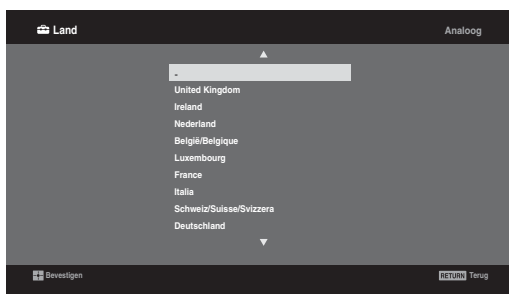 Land
Analoog
-
United Kingdom
Ireland
Nederland
België/Belgique
Luxembourg
France
Italia
Schweiz/Suisse/Svizzera
Deutschland
Bevestigen
RETURN Terug